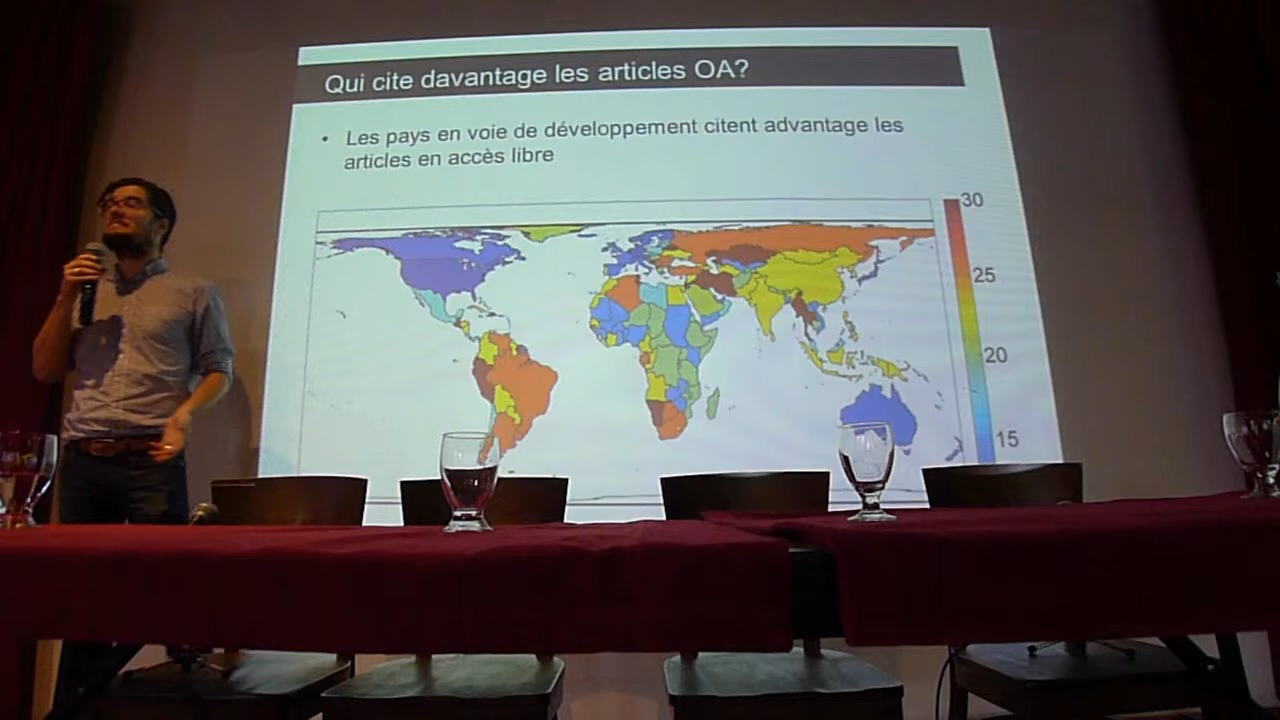 Qui cite davantage les articles OA?
• Les pays en voie de développement citent advantage les
articles en accès libre
30
25
20
15